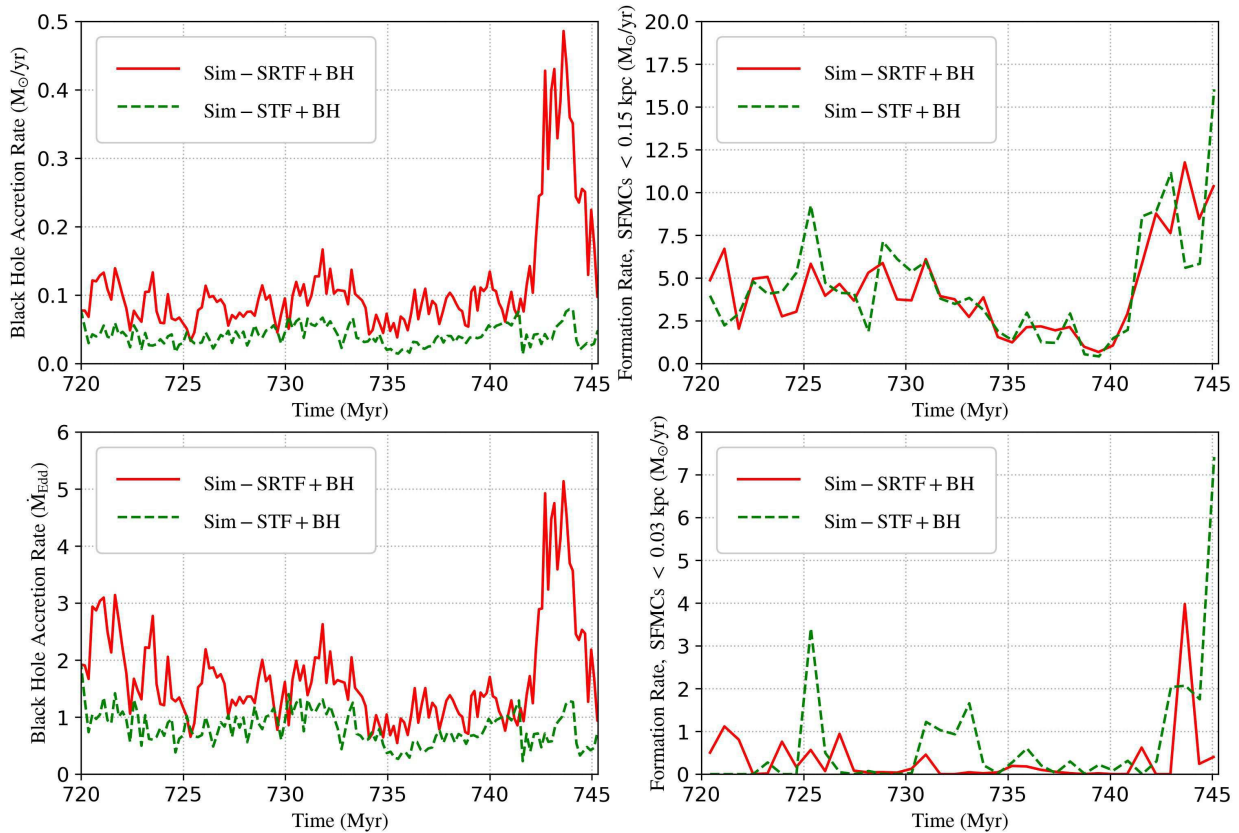 Black Hole Accretion Rate (M⊙/yr)
0.5
0.4
0.3
0.2
0.1
0.0
Sim−SRTF+BH
Sim−STF+BH
720 725 730 735 740 745
Time (Myr)
Formation Rate, SFMCs < 0.15 kpc (M⊙/yr)
20.0
17.5
15.0
12.5
10.0
7.5
5.0
2.5
0.0
Sim−SRTF+BH
Sim−STF+BH
720 725 730 735 740 745
Time (Myr)
Black Hole Accretion Rate (ṀEdd)
6
5
4
3
2
1
0
Sim−SRTF+BH
Sim−STF+BH
720 725 730 735 740 745
Time (Myr)
Formation Rate, SFMCs < 0.03 kpc (M⊙/yr)
8
7
6
5
4
3
2
1
0
Sim−SRTF+BH
Sim−STF+BH
720 725 730 735 740 745
Time (Myr)